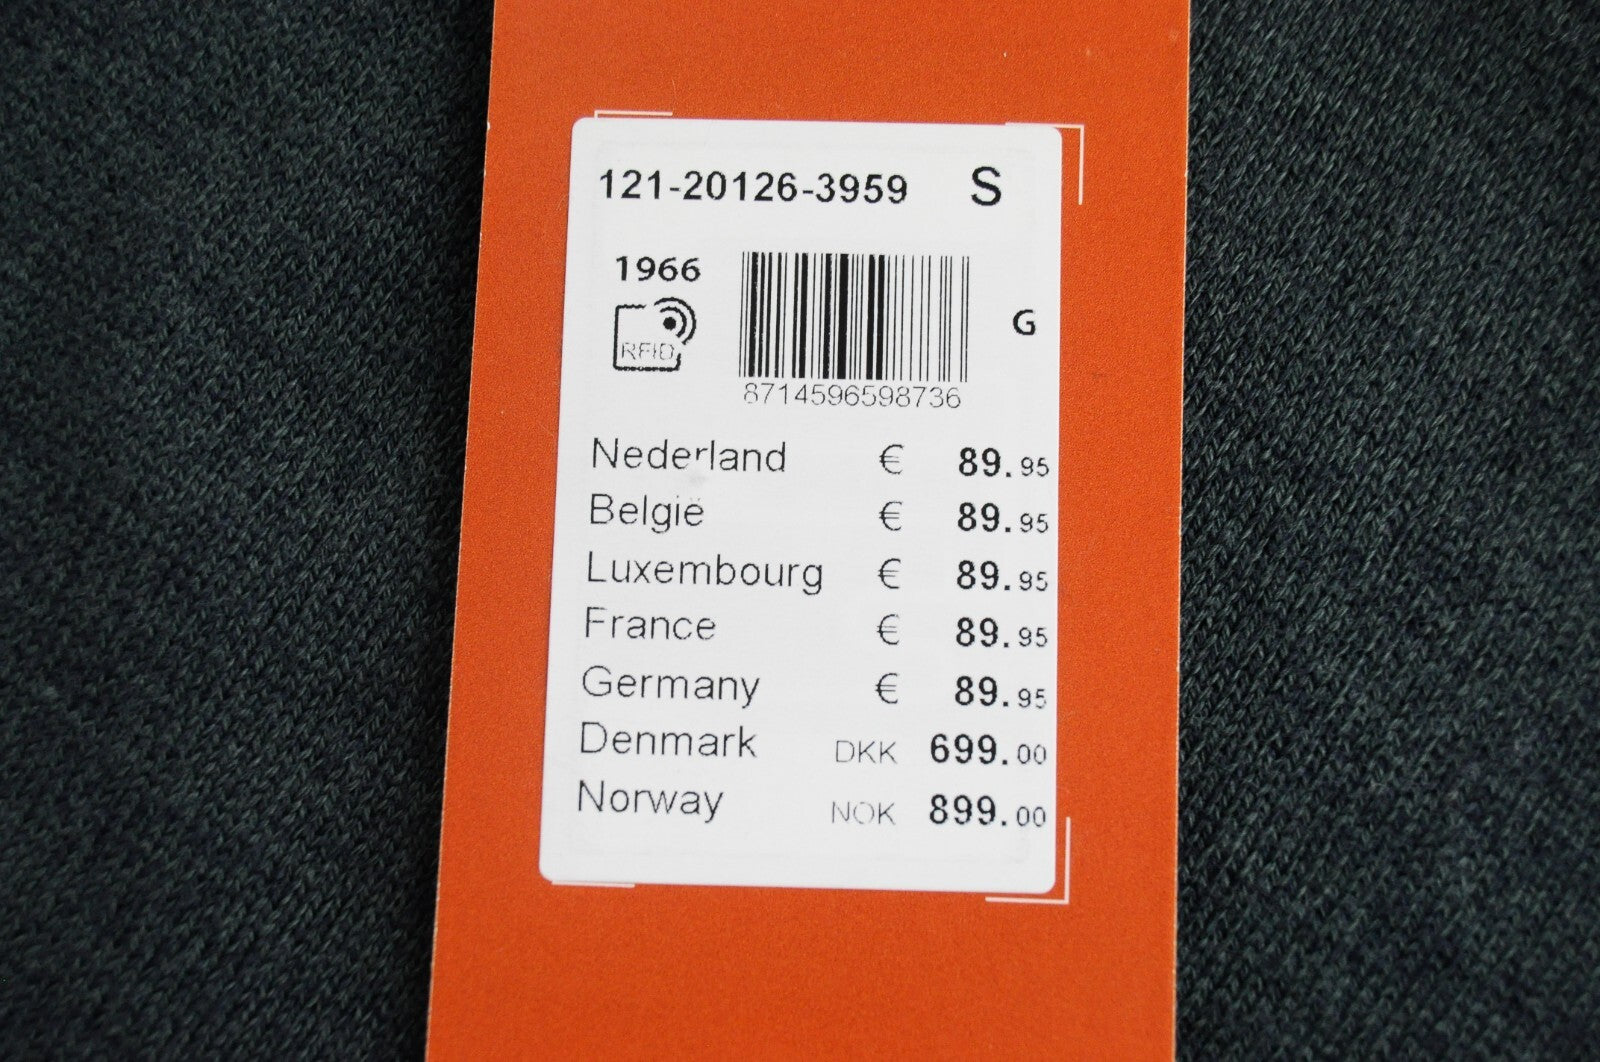 121-20126-3959 S
1966
RFID
G
8714596598736
Nederland € 89.95
België € 89.95
Luxembourg € 89.95
France € 89.95
Germany € 89.95
Denmark DKK 699.00
Norway NOK 899.00